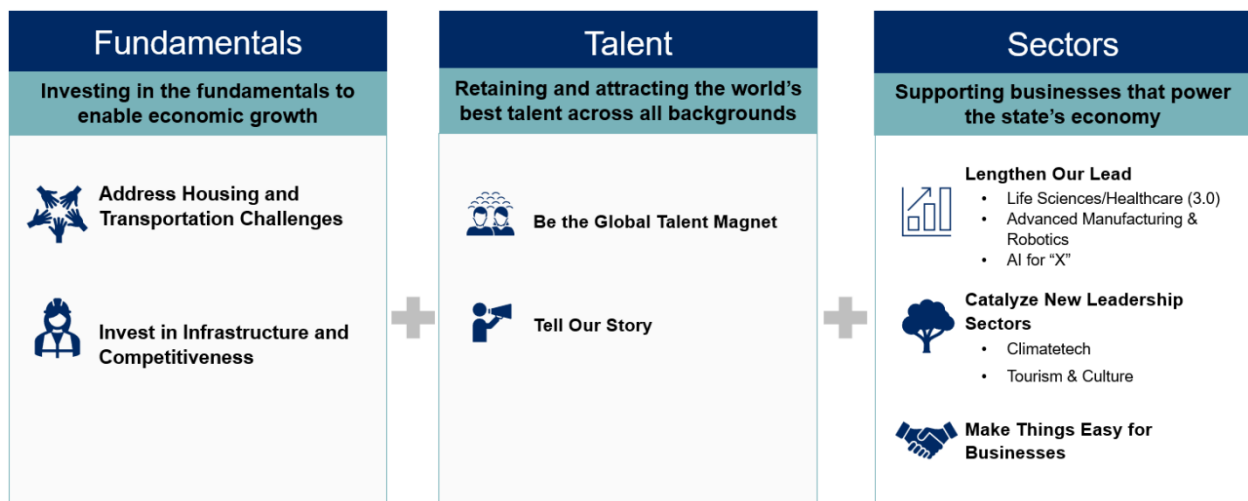 Fundamentals
Investing in the fundamentals to
enable economic growth
Address Housing and
Transportation Challenges
Invest in Infrastructure and
Competitiveness
Talent
Retaining and attracting the world's
best talent across all backgrounds
Be the Global Talent Magnet
Tell Our Story
Sectors
Supporting businesses that power
the state's economy
Lengthen Our Lead
• Life Sciences/Healthcare (3.0)
• Advanced Manufacturing &
Robotics
• AI for “X”
Catalyze New Leadership
Sectors
• Climatetech
• Tourism & Culture
Make Things Easy for
Businesses